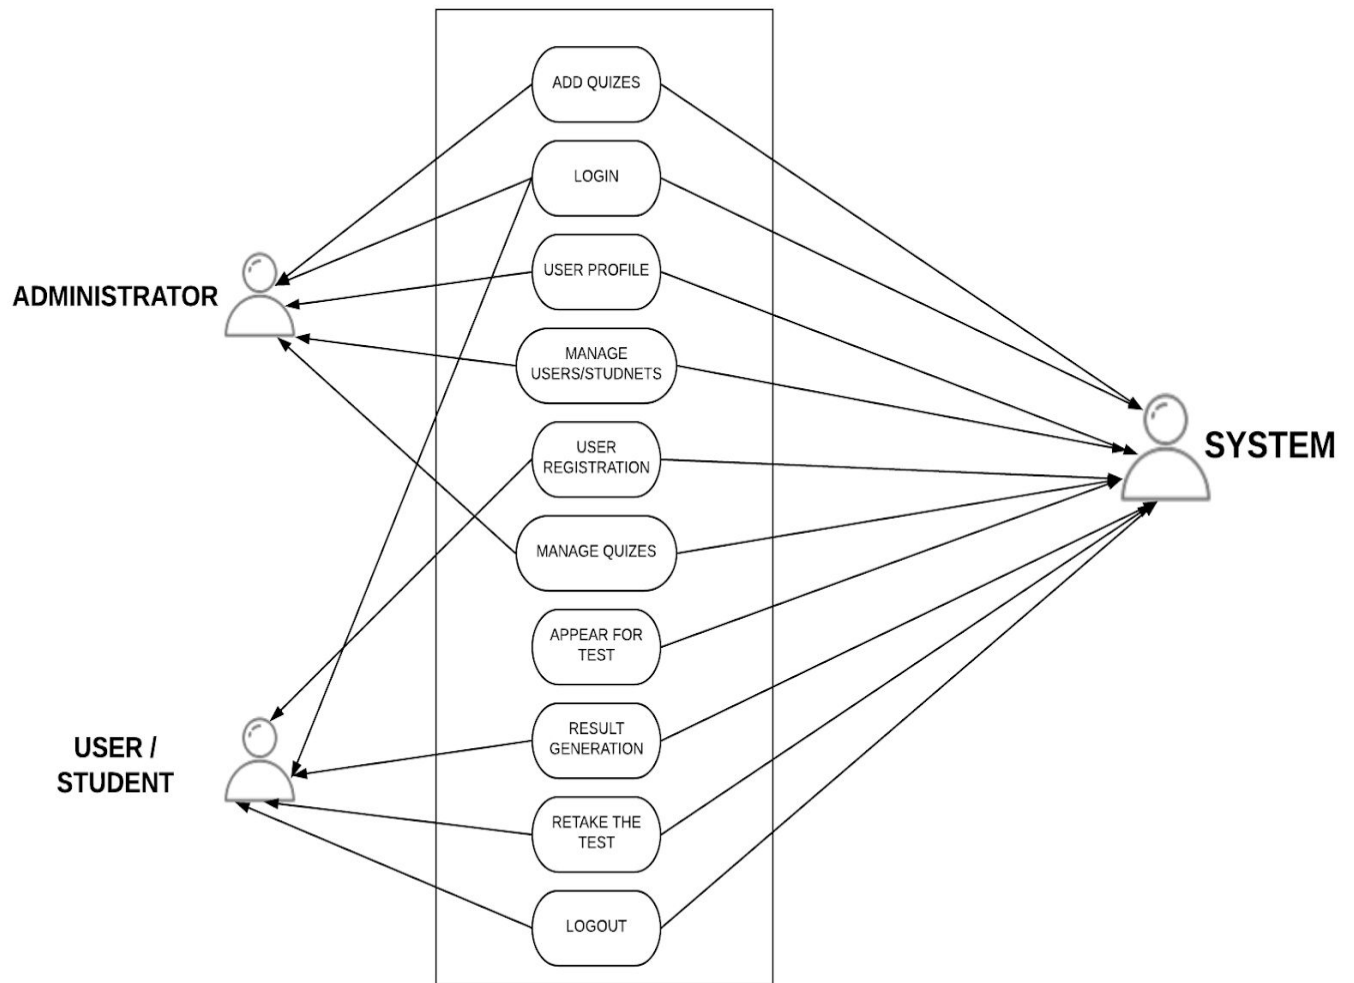 ADD QUIZES
LOGIN
USER PROFILE
ADMINISTRATOR
MANAGE
USERS/STUDNETS
USER
REGISTRATION
SYSTEM
MANAGE QUIZES
APPEAR FOR
TEST
RESULT
GENERATION
USER /
STUDENT
RETAKE THE
TEST
LOGOUT